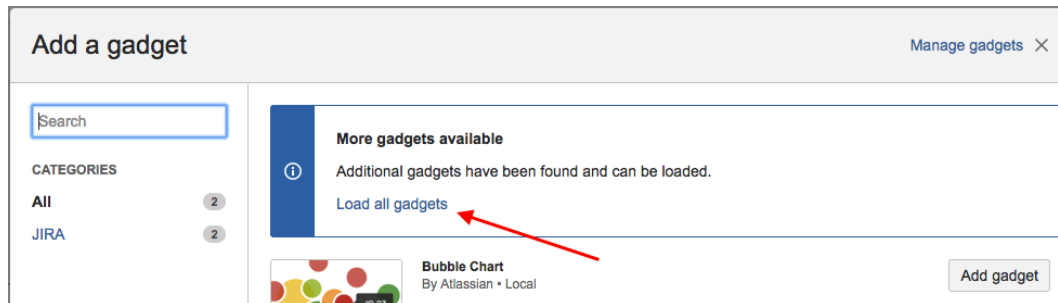 Add a gadget
Manage gadgets
Search
CATEGORIES
All 2
JIRA 2
More gadgets available
Additional gadgets have been found and can be loaded.
Load all gadgets
Bubble Chart
By Atlassian • Local
Add gadget